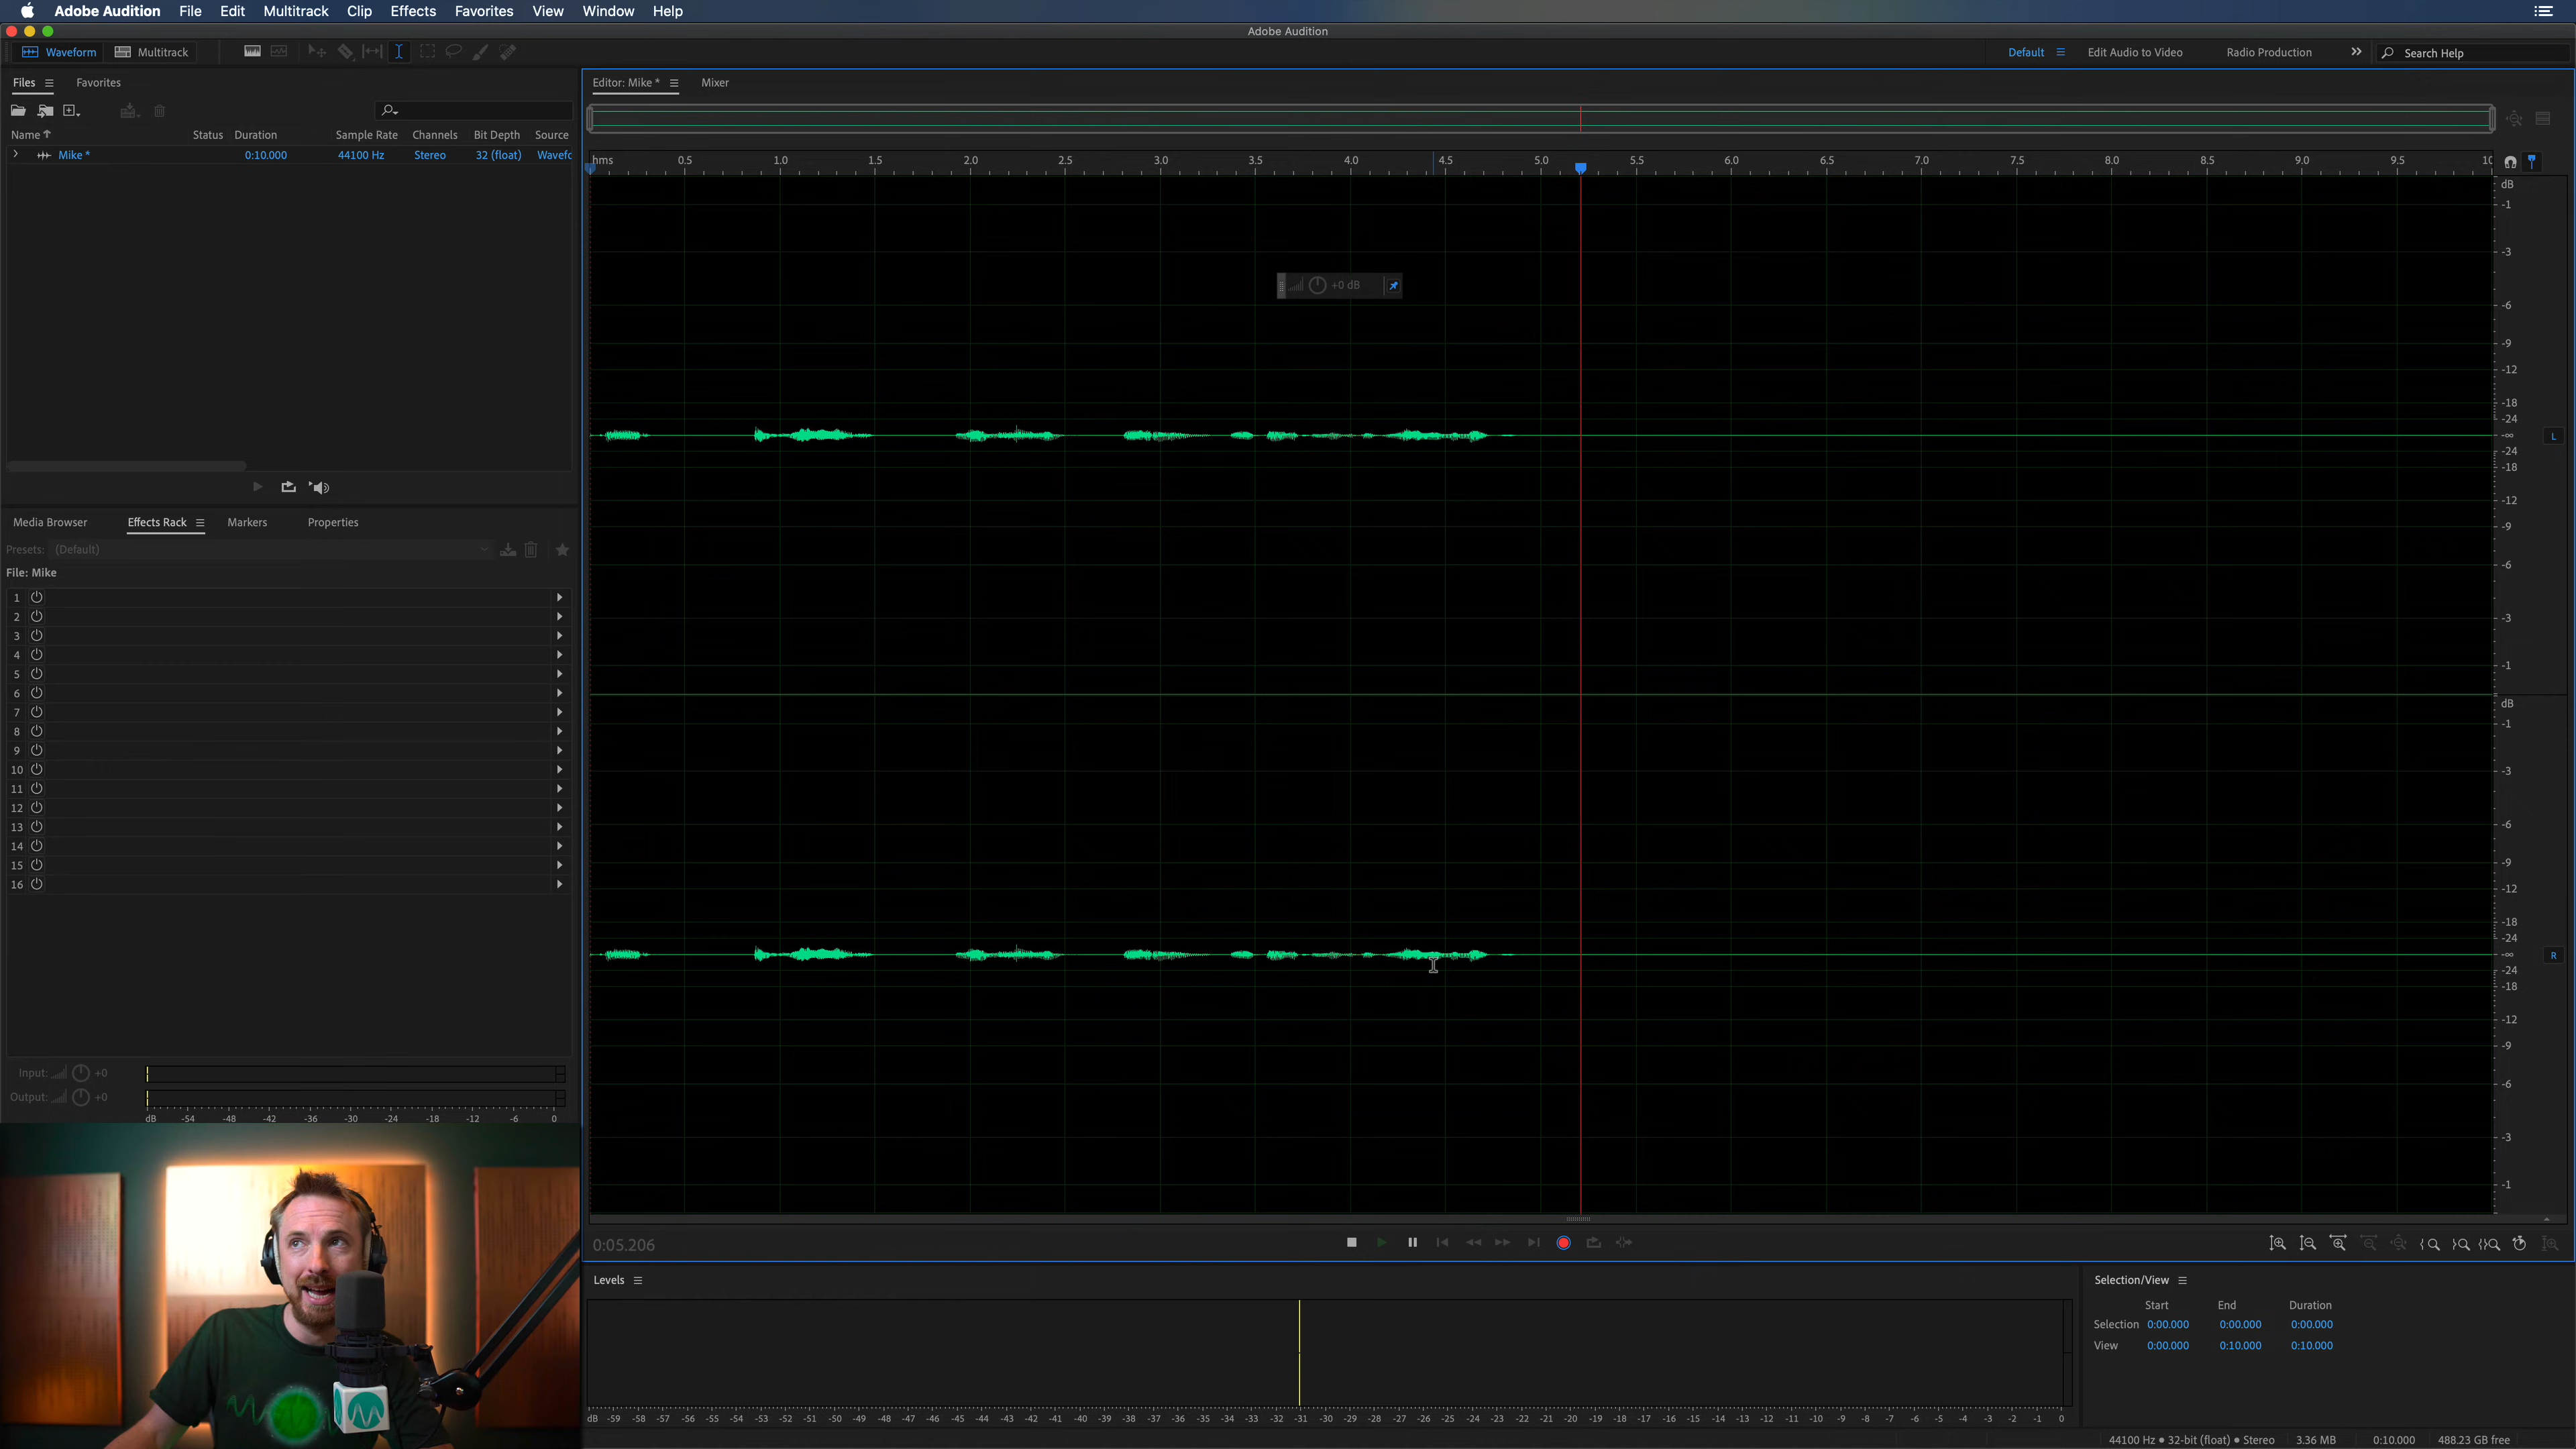 Adobe Audition File Edit Multitrack Clip Effects Favorites View Window Help
Adobe Audition
Waveform Multitrack Default Edit Audio to Video Radio Production Search Help
Files Favorites
Name Status Duration Sample Rate Channels Bit Depth Source
Mike * 0:10.000 44100 Hz Stereo 32 (float) Wavefo
Media Browser Effects Rack Markers Properties
Presets: (Default)
File: Mike
1
2
3
4
5
6
7
8
9
10
11
12
13
14
15
16
Input: +0
Output: +0
dB -54 -48 -42 -36 -30 -24 -18 -12 -6 0
Editor: Mike * Mixer
hms 0.5 1.0 1.5 2.0 2.5 3.0 3.5 4.0 4.5 5.0 5.5 6.0 6.5 7.0 7.5 8.0 8.5 9.0 9.5 10
+0 dB
dB
-1
-3
-6
-9
-12
-18
-24
-∞ L
-24
-18
-12
-9
-6
-3
-1
dB
-1
-3
-6
-9
-12
-18
-24
-∞ R
-24
-18
-12
-9
-6
-3
-1
0:05.206
Levels
dB -59 -58 -57 -56 -55 -54 -53 -52 -51 -50 -49 -48 -47 -46 -45 -44 -43 -42 -41 -40 -39 -38 -37 -36 -35 -34 -33 -32 -31 -30 -29 -28 -27 -26 -25 -24 -23 -22 -21 -20 -19 -18 -17 -16 -15 -14 -13 -12 -11 -10 -9 -8 -7 -6 -5 -4 -3 -2 -1 0
Selection/View
Start End Duration
Selection 0:00.000 0:00.000 0:00.000
View 0:00.000 0:10.000 0:10.000
44100 Hz ● 32-bit (float) ● Stereo 3.36 MB 0:10.000 488.23 GB free